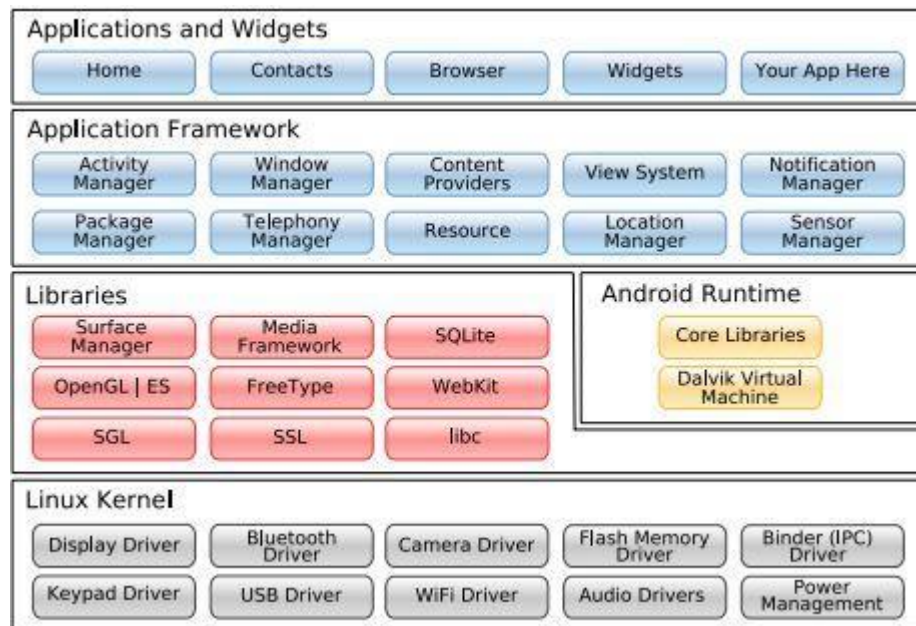 Applications and Widgets
Home
Contacts
Browser
Widgets
Your App Here
Application Framework
Activity
Manager
Window
Manager
Content
Providers
View System
Notification
Manager
Package
Manager
Telephony
Manager
Resource
Location
Manager
Sensor
Manager
Libraries
Surface
Manager
Media
Framework
SQLite
OpenGL | ES
FreeType
WebKit
SGL
SSL
libc
Android Runtime
Core Libraries
Dalvik Virtual
Machine
Linux Kernel
Display Driver
Bluetooth
Driver
Camera Driver
Flash Memory
Driver
Binder (IPC)
Driver
Keypad Driver
USB Driver
WiFi Driver
Audio Drivers
Power
Management